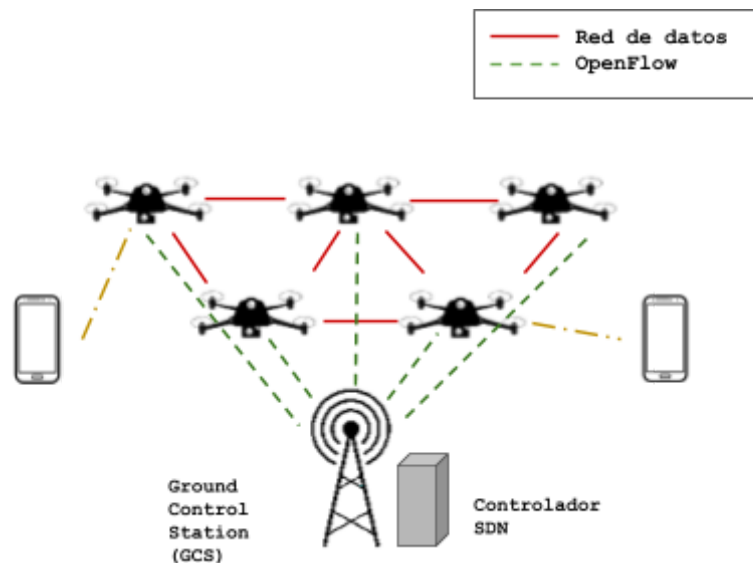 Red de datos
OpenFlow
Ground
Control
Station
(GCS)
Controlador
SDN